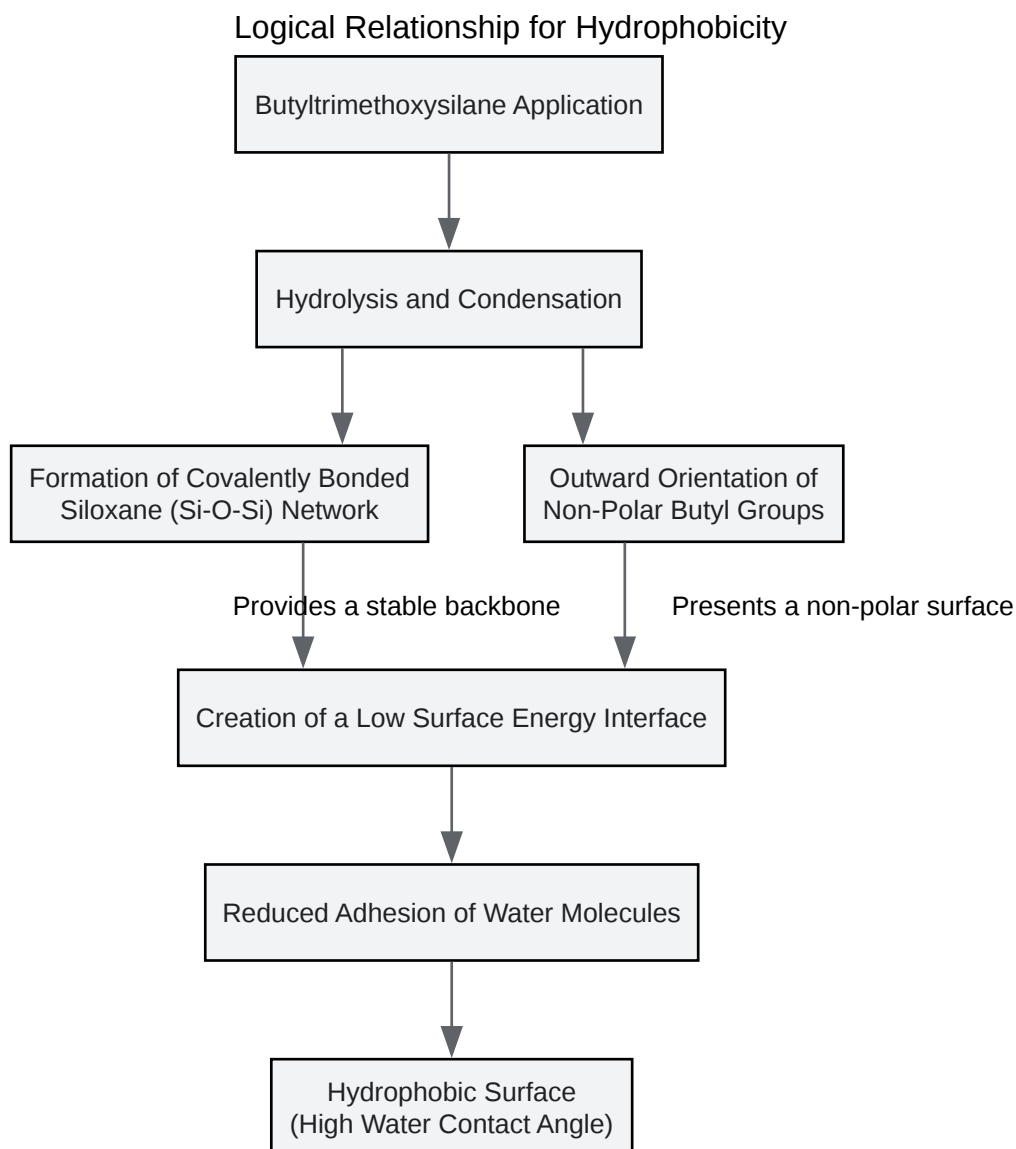 Logical Relationship for Hydrophobicity
Butyltrimethoxysilane Application
Hydrolysis and Condensation
Formation of Covalently Bonded
Siloxane (Si-O-Si) Network
Outward Orientation of
Non-Polar Butyl Groups
Provides a stable backbone
Presents a non-polar surface
Creation of a Low Surface Energy Interface
Reduced Adhesion of Water Molecules
Hydrophobic Surface
(High Water Contact Angle)